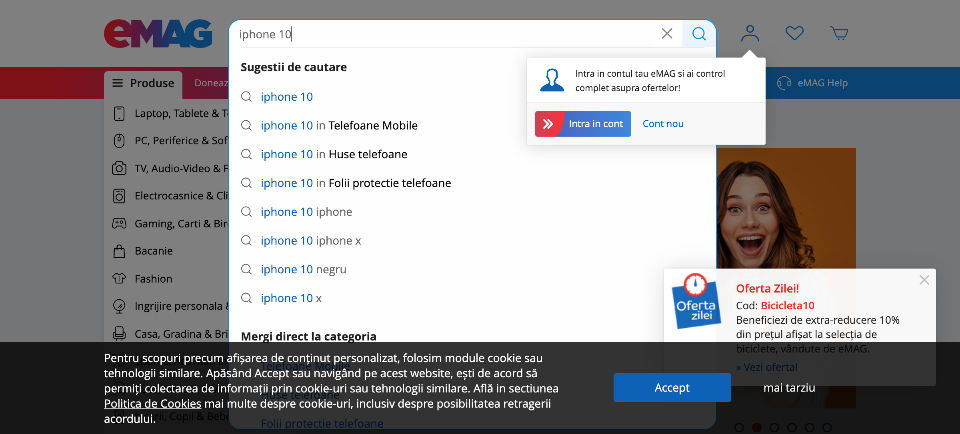 eMAG
iphone 10
Produse
Donează
eMAG Help
Sugestii de cautare
iphone 10
iphone 10 in Telefoane Mobile
iphone 10 in Huse telefoane
iphone 10 in Folii protectie telefoane
iphone 10 iphone
iphone 10 iphone x
iphone 10 negru
iphone 10 x
Mergi direct la categoria
Telefoane Mobile
Huse telefoane
Folii protectie telefoane
Intra in contul tau eMAG si ai control
complet asupra ofertelor!
Intra in cont
Cont nou
Laptop, Tablete & T
PC, Periferice & Sof
TV, Audio-Video & F
Electrocasnice & Cli
Gaming, Carti & Bir
Bacanie
Fashion
Ingrijire personala &
Casa, Gradina & Bri
, Copii & Bebe
Oferta
zilei
Oferta Zilei!
Cod: Bicicleta10
Beneficiezi de extra-reducere 10%
din prețul afișat la selecția de
biciclete, vândute de eMAG.
» Vezi oferta!
Pentru scopuri precum afișarea de conținut personalizat, folosim module cookie sau
tehnologii similare. Apăsând Accept sau navigând pe acest website, ești de acord să
permiți colectarea de informații prin cookie-uri sau tehnologii similare. Află in sectiunea
Politica de Cookies mai multe despre cookie-uri, inclusiv despre posibilitatea retragerii
acordului.
Accept
mai tarziu